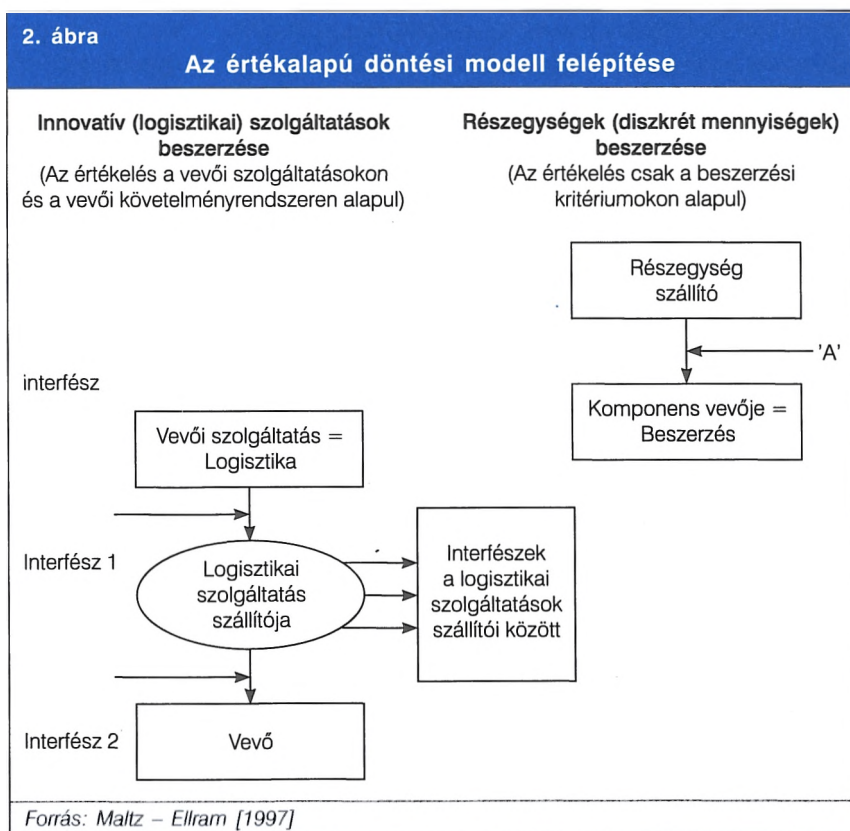 2. ábra
Az értékalapú döntési modell felépítése
Innovatív (logisztikai) szolgáltatások
beszerzése
(Az értékelés a vevői szolgáltatásokon
és a vevői követelményrendszeren alapul)
Részegységek (diszkrét mennyiségek)
beszerzése
(Az értékelés csak a beszerzési
kritériumokon alapul)
Részegység
szállító
'A'
Komponens vevője =
Beszerzés
interfész
Vevői szolgáltatás =
Logisztika
Interfész 1
Logisztikai
szolgáltatás
szállítója
Interfészek
a logisztikai
szolgáltatások
szállítói között
Interfész 2
Vevő
Forrás: Maltz – Ellram [1997]